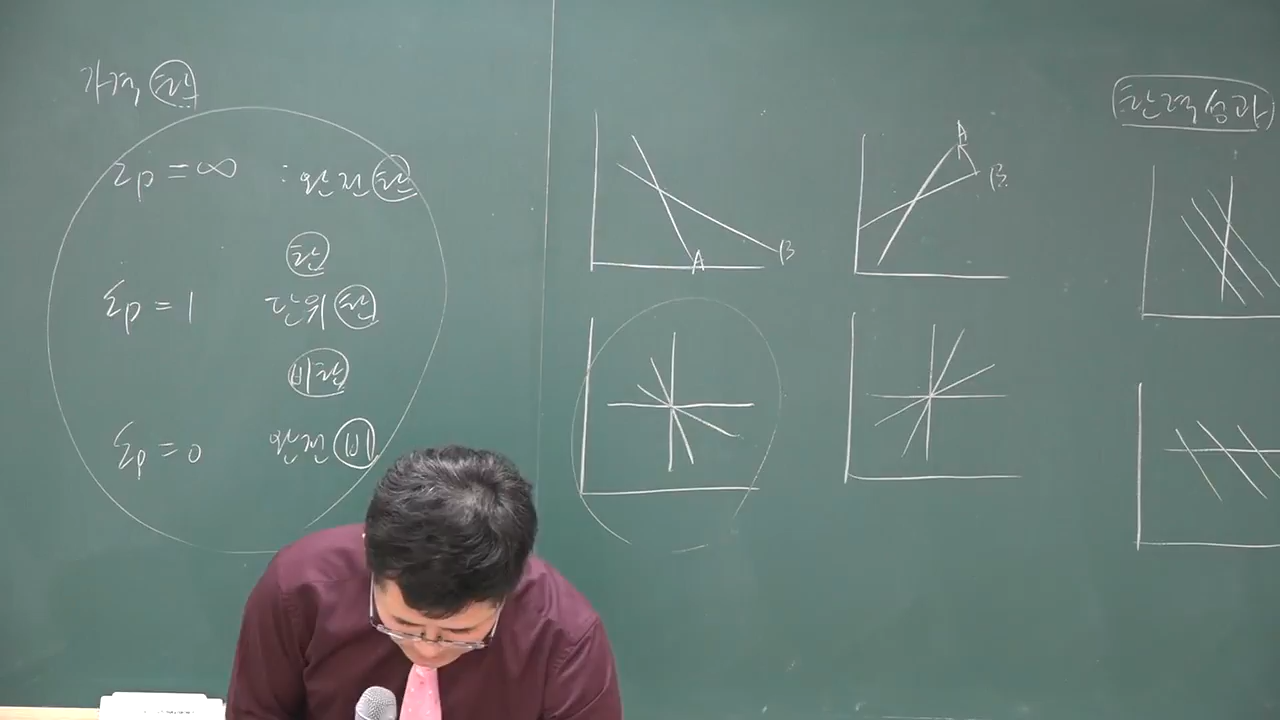 가격 탄
εp = ∞ : 완전 탄
탄
εp = 1 단위 탄
비탄
εp = 0 완전 비
A
B
A
B
탄력성과